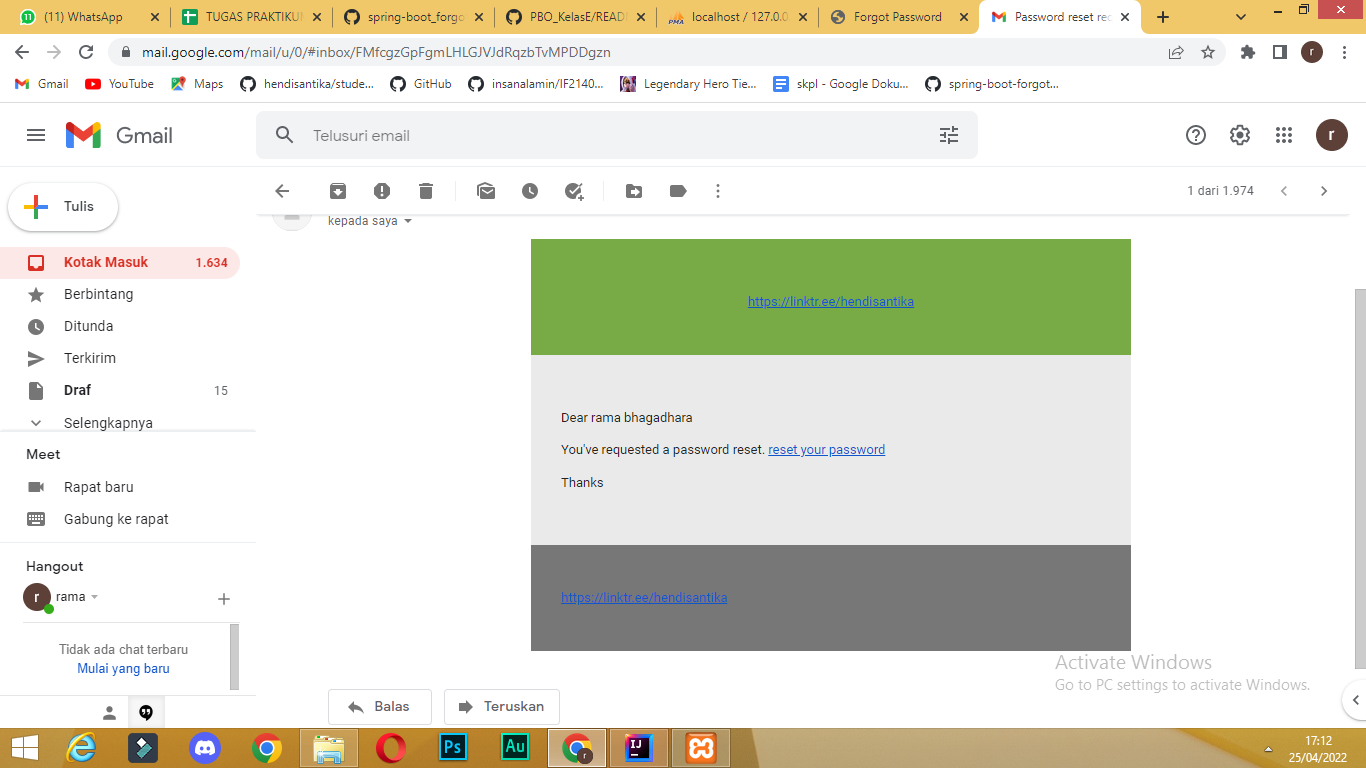 (11) WhatsApp
TUGAS PRAKTIKU
spring-boot_forgo
PBO_KelasE/READ
localhost / 127.0.0
Forgot Password
Password reset rec
mail.google.com/mail/u/0/#inbox/FMfcgzGpFgmLHLGJVJdRqzbTvMPDDgzn
r
Gmail
YouTube
Maps
hendisantika/stude...
GitHub
insanalamin/IF2140...
Legendary Hero Tie...
skpl - Google Doku...
spring-boot-forgot...
Gmail
Telusuri email
r
Tulis
1 dari 1.974
kepada saya
Kotak Masuk 1.634
Berbintang
Ditunda
Terkirim
Draf 15
Selengkapnya
Meet
Rapat baru
Gabung ke rapat
Hangout
r rama
Tidak ada chat terbaru
Mulai yang baru
https://linktr.ee/hendisantika
Dear rama bhagadhara
You've requested a password reset. reset your password
Thanks
https://linktr.ee/hendisantika
Balas
Teruskan
Activate Windows
Go to PC settings to activate Windows.
Ps
Au
r
IJ
17:12
25/04/2022